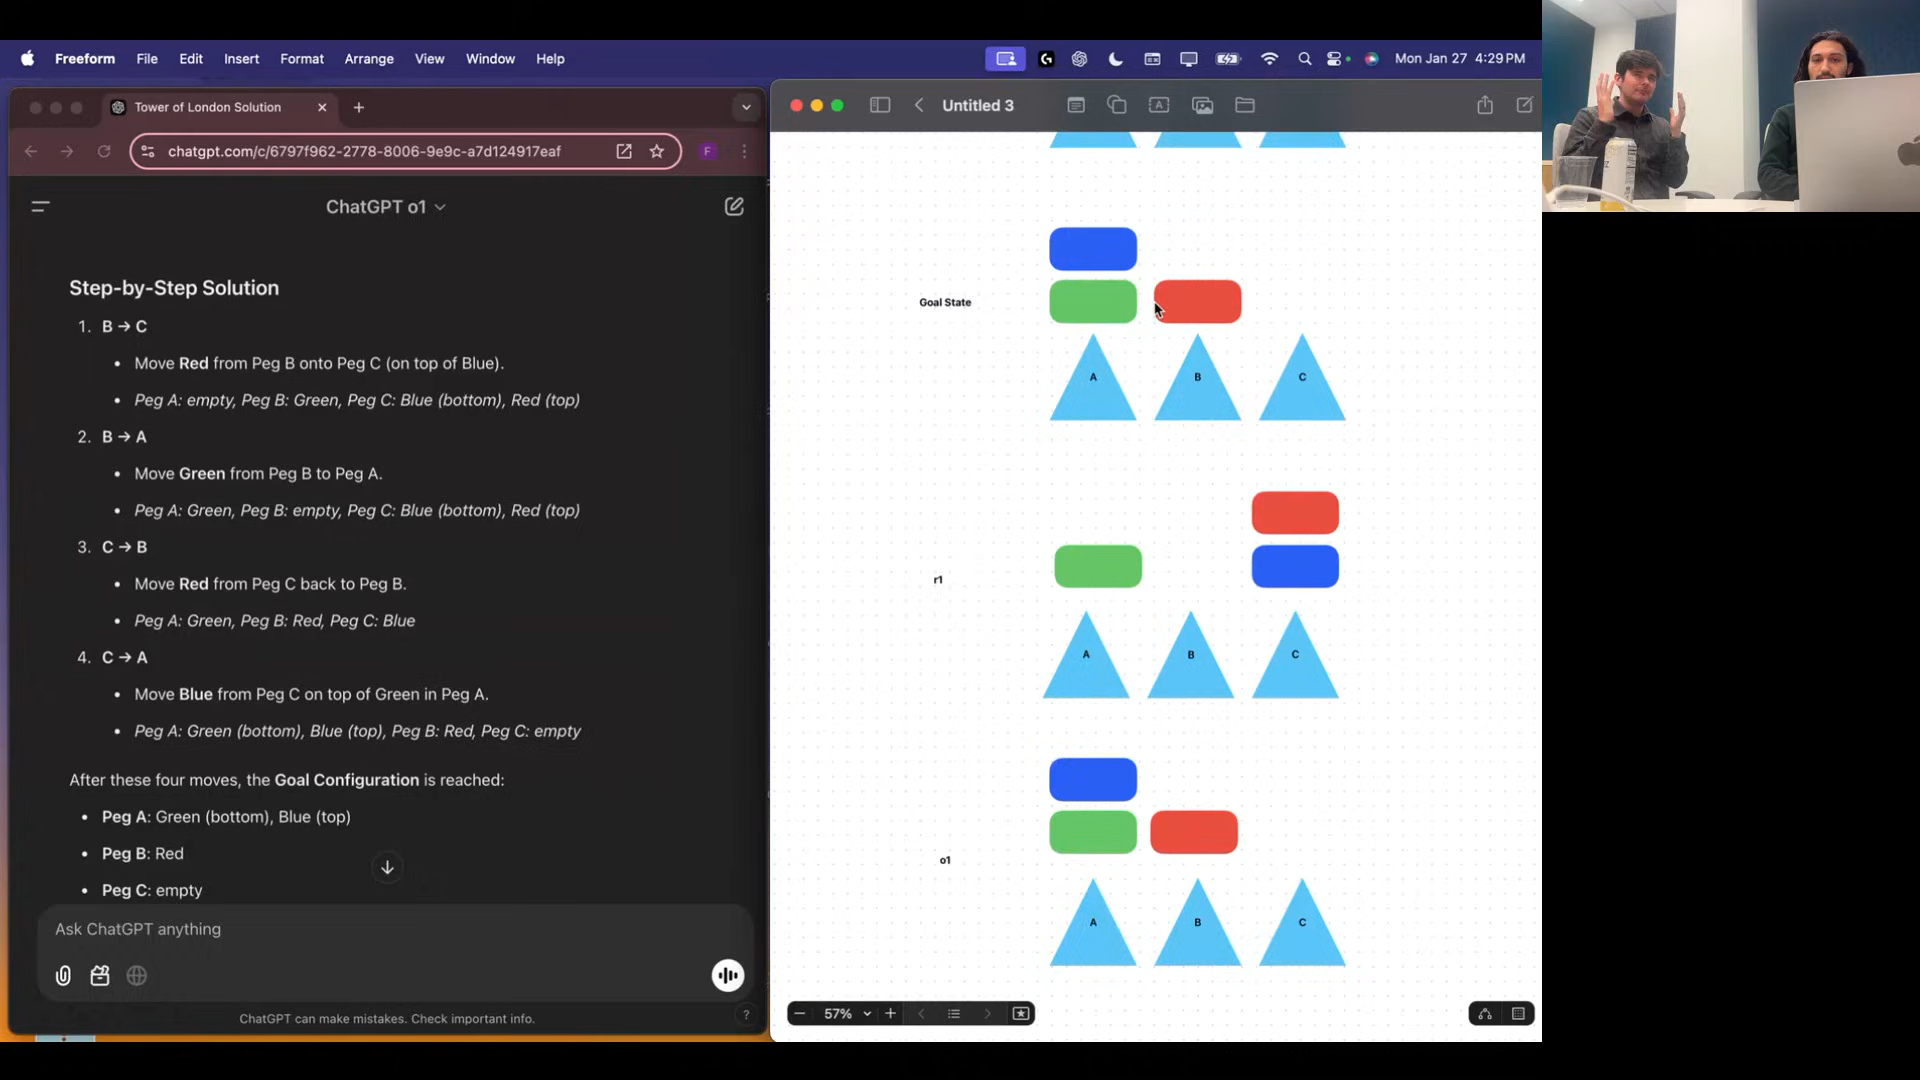 Freeform File Edit Insert Format Arrange View Window Help
Mon Jan 27 4:29 PM
Tower of London Solution
chatgpt.com/c/6797f962-2778-8006-9e9c-a7d124917eaf
F
ChatGPT o1
Step-by-Step Solution
1. B → C
• Move Red from Peg B onto Peg C (on top of Blue).
• Peg A: empty, Peg B: Green, Peg C: Blue (bottom), Red (top)
2. B → A
• Move Green from Peg B to Peg A.
• Peg A: Green, Peg B: empty, Peg C: Blue (bottom), Red (top)
3. C → B
• Move Red from Peg C back to Peg B.
• Peg A: Green, Peg B: Red, Peg C: Blue
4. C → A
• Move Blue from Peg C on top of Green in Peg A.
• Peg A: Green (bottom), Blue (top), Peg B: Red, Peg C: empty
After these four moves, the Goal Configuration is reached:
• Peg A: Green (bottom), Blue (top)
• Peg B: Red
• Peg C: empty
Ask ChatGPT anything
ChatGPT can make mistakes. Check important info.
?
Untitled 3
Goal State
A B C
r1
A B C
o1
A B C
57%